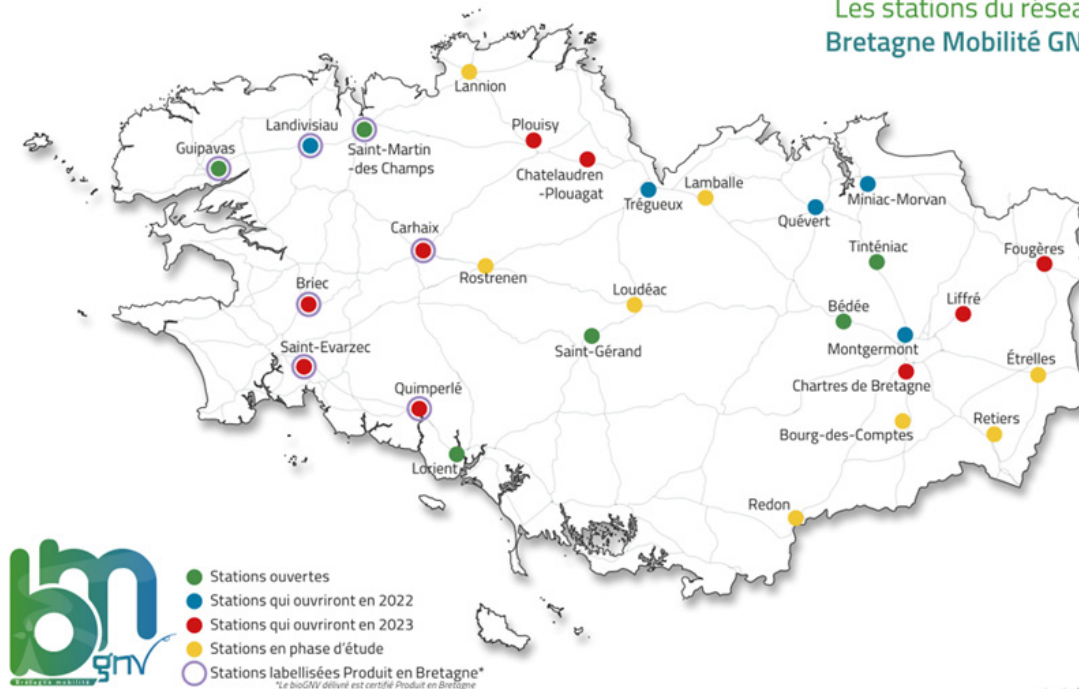 Les stations du résea
Bretagne Mobilité GN
Lannion
Landivisiau
Plouisy
Guipavas
Saint-Martin
-des Champs
Chatelaudren
-Plouagat
Lamballe
Trégueux
Miniac-Morvan
Quévert
Carhaix
Tinténiac
Fougères
Rostrenen
Briec
Loudéac
Bédée
Liffré
Saint-Evarzec
Saint-Gérand
Montgermont
Étrelles
Quimperlé
Chartres de Bretagne
Retiers
Bourg-des-Comptes
Lorient
Redon
bm
gnv
Bretagne mobilité
Stations ouvertes
Stations qui ouvriront en 2022
Stations qui ouvriront en 2023
Stations en phase d'étude
Stations labellisées Produit en Bretagne*
*Le bioGNV délivré est certifié Produit en Bretagne